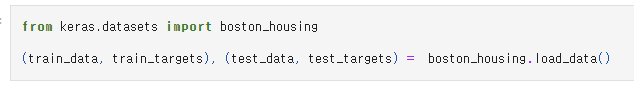 from keras.datasets import boston_housing
(train_data, train_targets), (test_data, test_targets) = boston_housing.load_data()